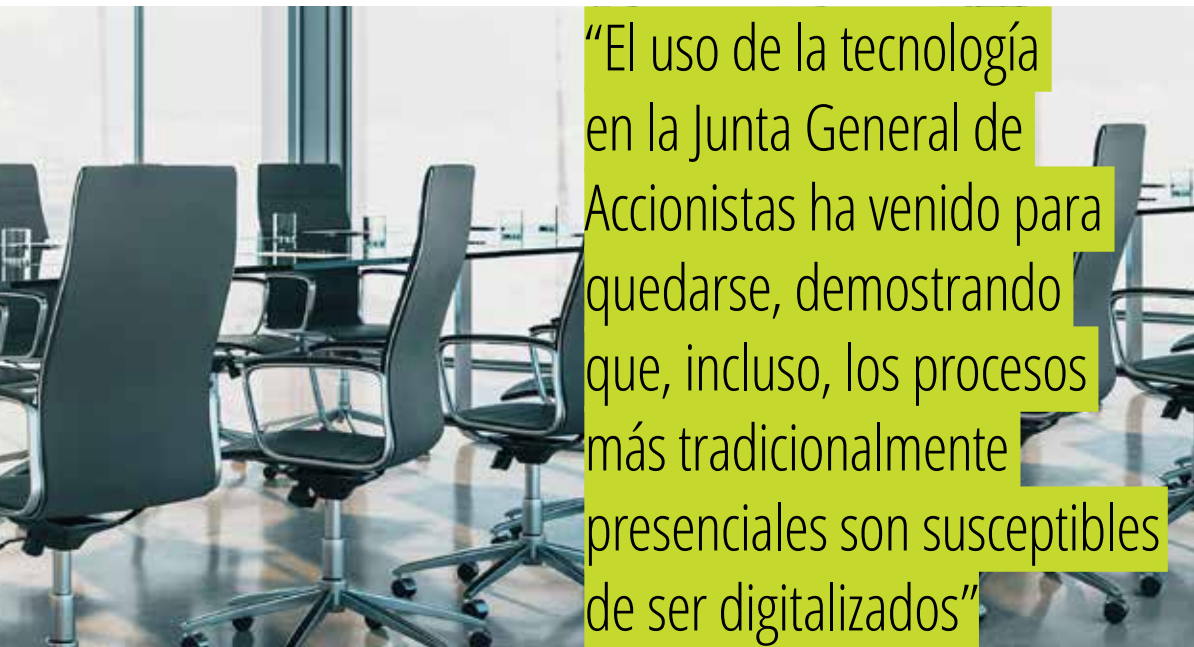 “El uso de la tecnología
en la Junta General de
Accionistas ha venido para
quedarse, demostrando
que, incluso, los procesos
más tradicionalmente
presenciales son susceptibles
de ser digitalizados”